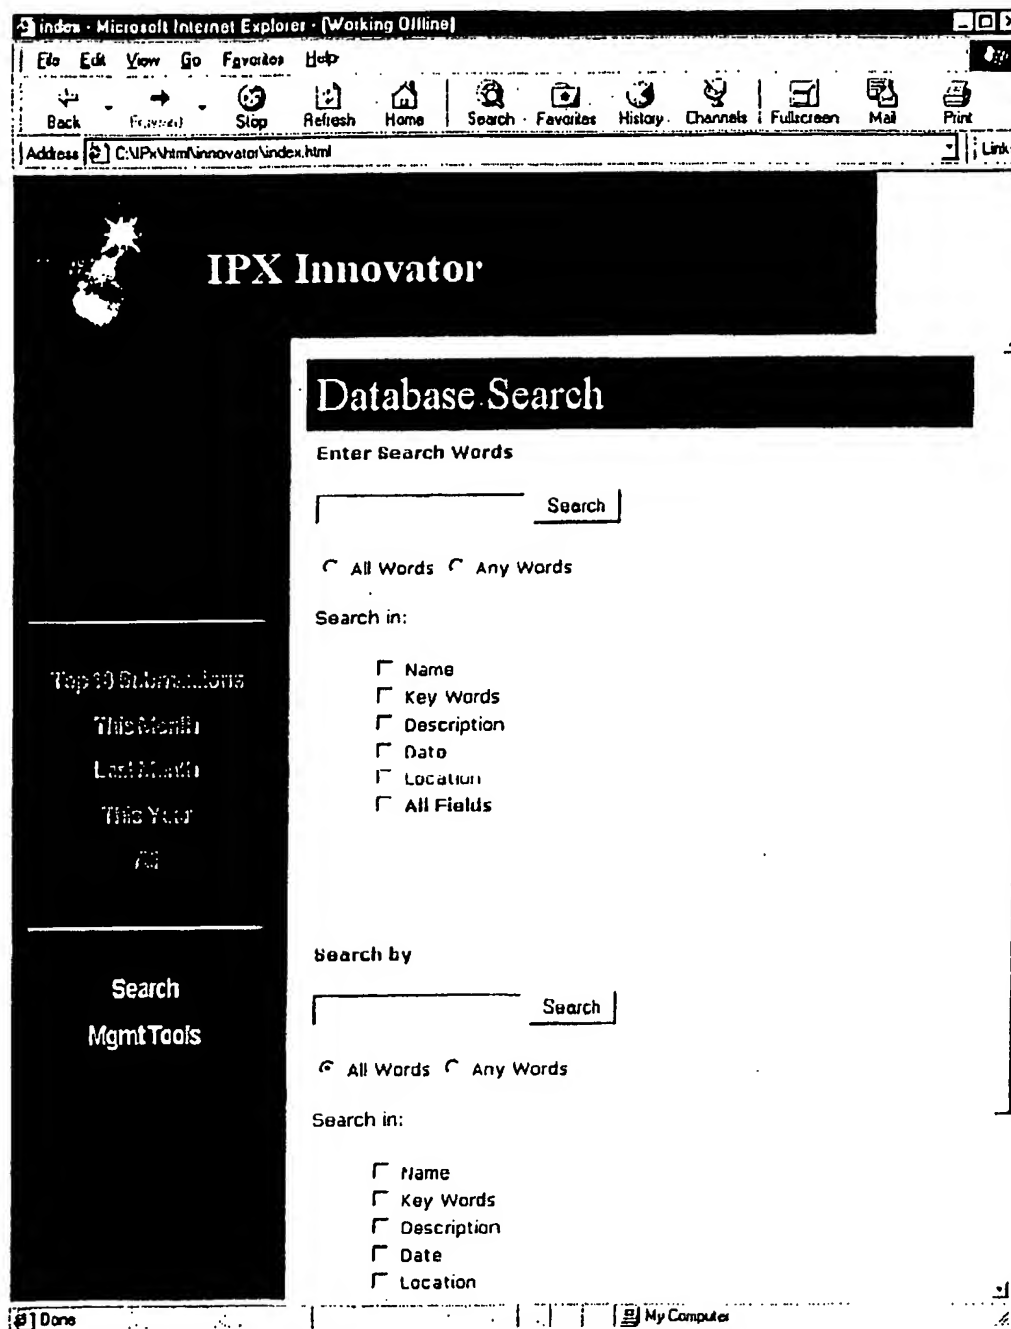 index - Microsoft Internet Explorer - [Working Offline]
File Edit View Go Favorites Help
Back Forward Stop Refresh Home Search Favorites History Channels Fullscreen Mail Print
Address C:\IPx\html\innovator\index.html Link
IPX Innovator
Database Search
Enter Search Words
Search
All Words Any Words
Search in:
Name
Key Words
Description
Date
Location
All Fields
Top 10 Submissions
This Month
Last Month
This Year
All
Search
Mgmt Tools
Search by
Search
All Words Any Words
Search in:
Name
Key Words
Description
Date
Location
Done My Computer